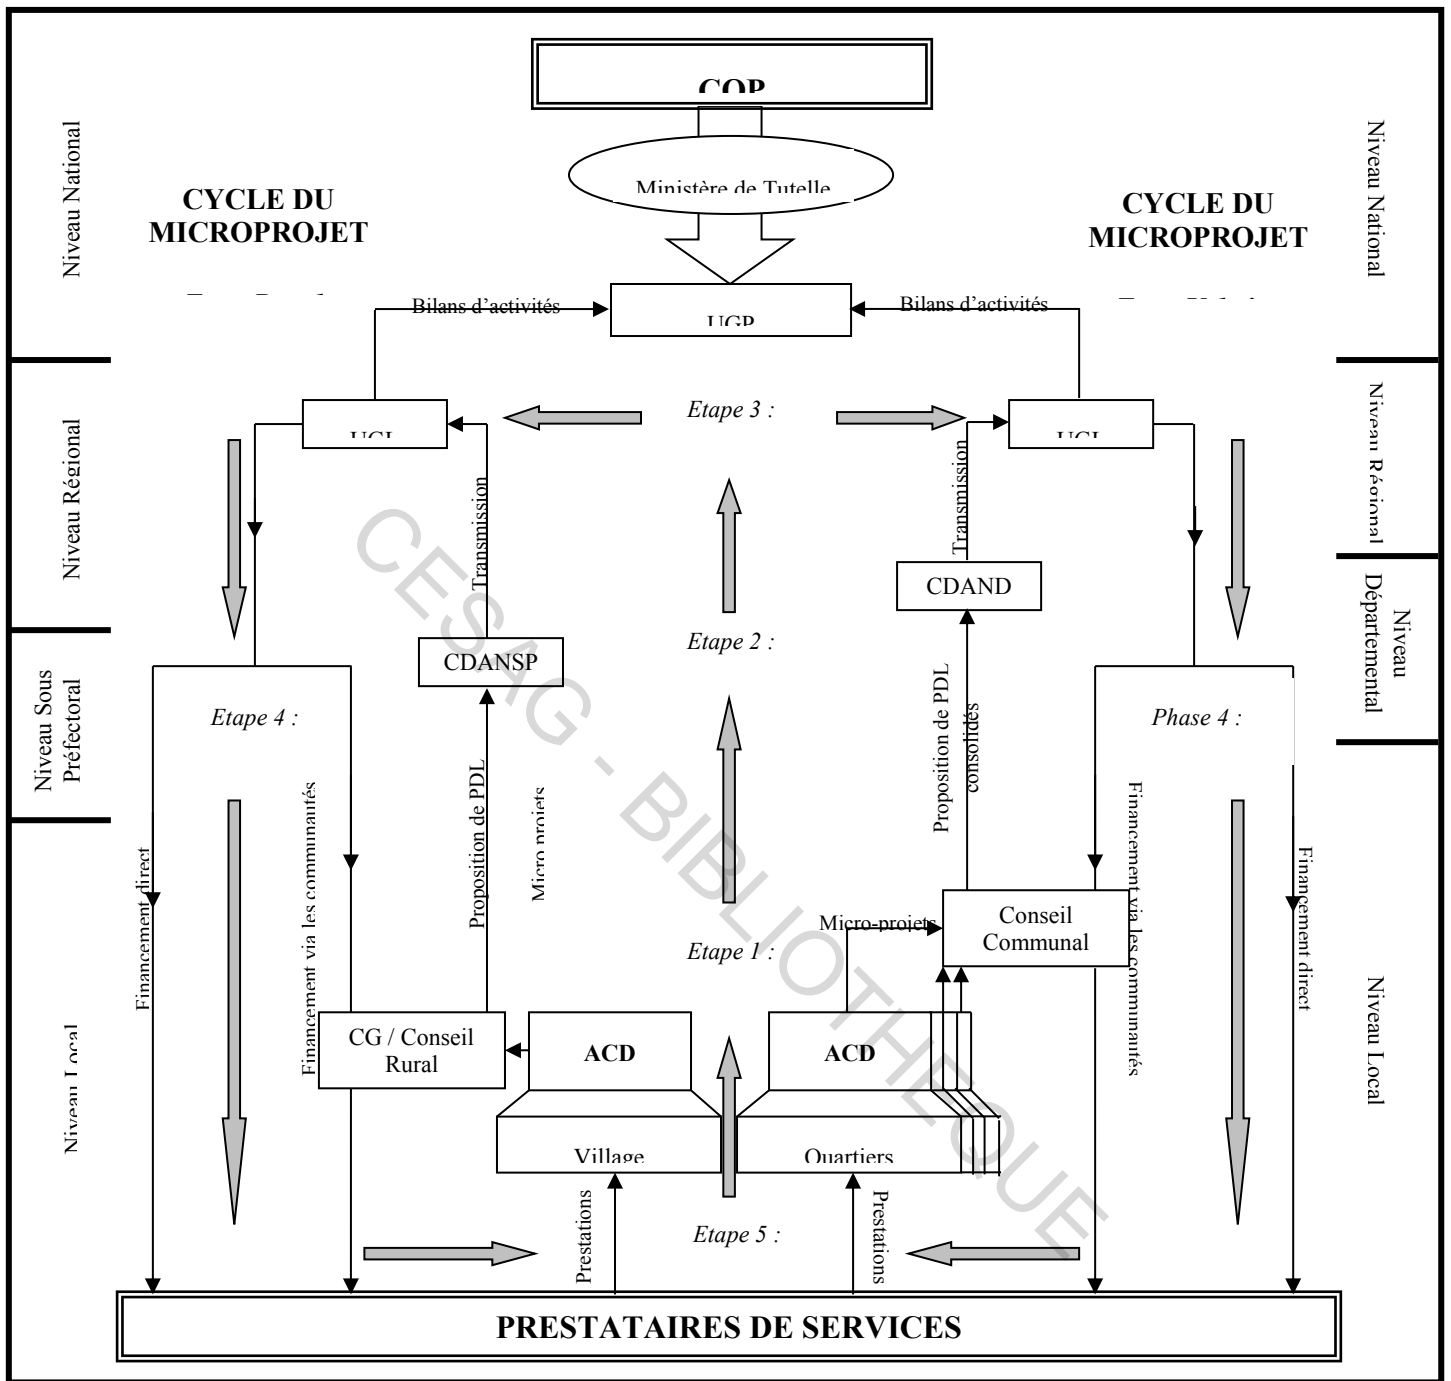 COP
Ministère de Tutelle
Niveau National
CYCLE DU
MICROPROJET
CYCLE DU
MICROPROJET
Niveau National
Bilans d'activités
UGP
Bilans d'activités
Niveau Régional
Etape 3 :
Niveau Régional
Transmission
Transmission
CDAND
Niveau
Départemental
CDANSP
Etape 2 :
Niveau Sous
Préfectoral
Etape 4 :
Phase 4 :
Proposition de PDL
Micro projets
Proposition de PDL
consolidés
Financement direct
Financement via les communautés
Financement via les communautés
Financement direct
Micro-projets
Conseil
Communal
Etape 1 :
Niveau Local
CG / Conseil
Rural
ACD
ACD
Niveau Local
Village
Quartiers
Prestations
Prestations
Etape 5 :
PRESTATAIRES DE SERVICES
CESAG - BIBLIOTHEQUE